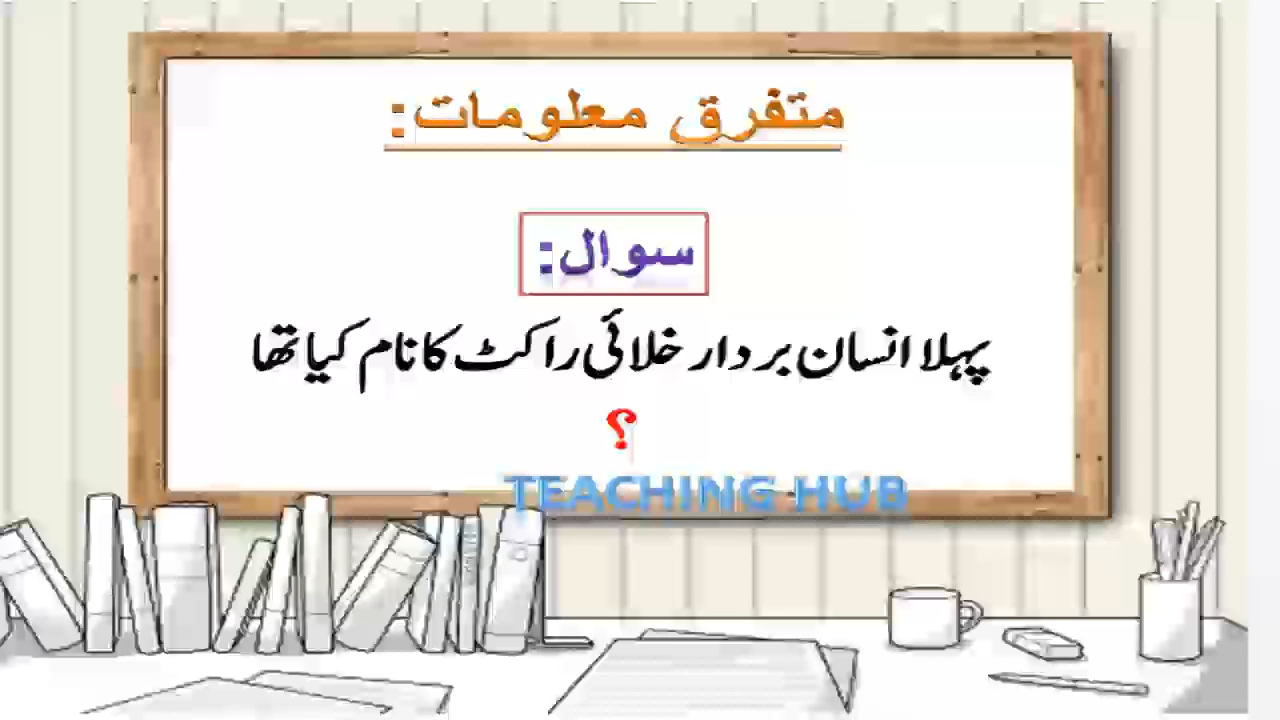 متفرق معلومات:
سوال:
پہلا انسان بردار خلائی راکٹ کا نام کیا تھا
؟
TEACHING HUB